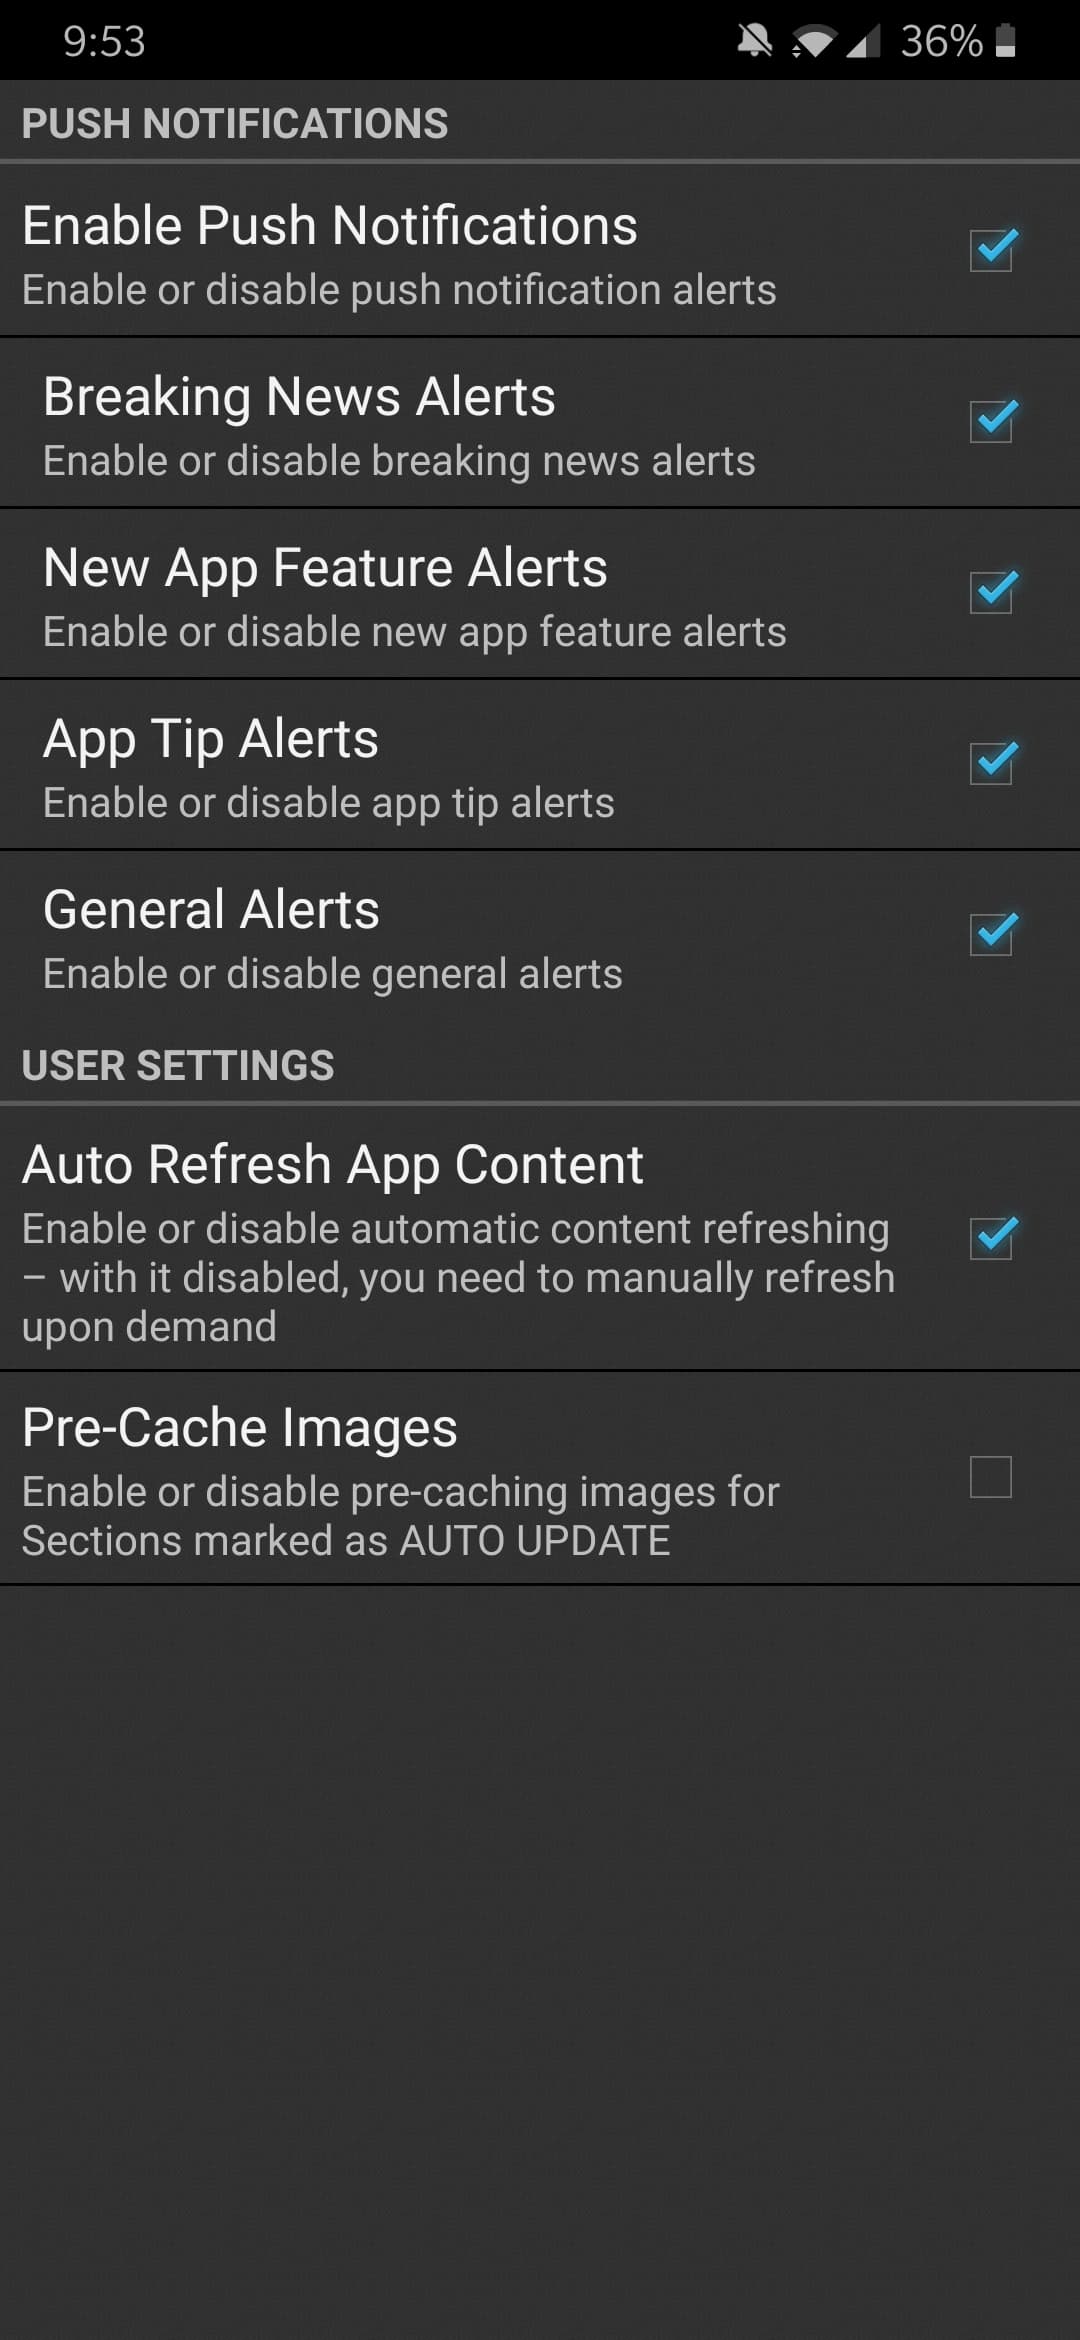 9:53
36%
PUSH NOTIFICATIONS
Enable Push Notifications
Enable or disable push notification alerts
Breaking News Alerts
Enable or disable breaking news alerts
New App Feature Alerts
Enable or disable new app feature alerts
App Tip Alerts
Enable or disable app tip alerts
General Alerts
Enable or disable general alerts
USER SETTINGS
Auto Refresh App Content
Enable or disable automatic content refreshing
– with it disabled, you need to manually refresh
upon demand
Pre-Cache Images
Enable or disable pre-caching images for
Sections marked as AUTO UPDATE